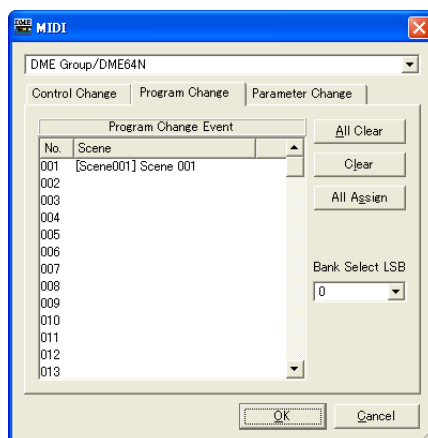 DME MIDI
DME Group/DME64N
Control Change Program Change Parameter Change
Program Change Event
No. Scene
001 [Scene001] Scene 001
002
003
004
005
006
007
008
009
010
011
012
013
All Clear
Clear
All Assign
Bank Select LSB
0
OK Cancel